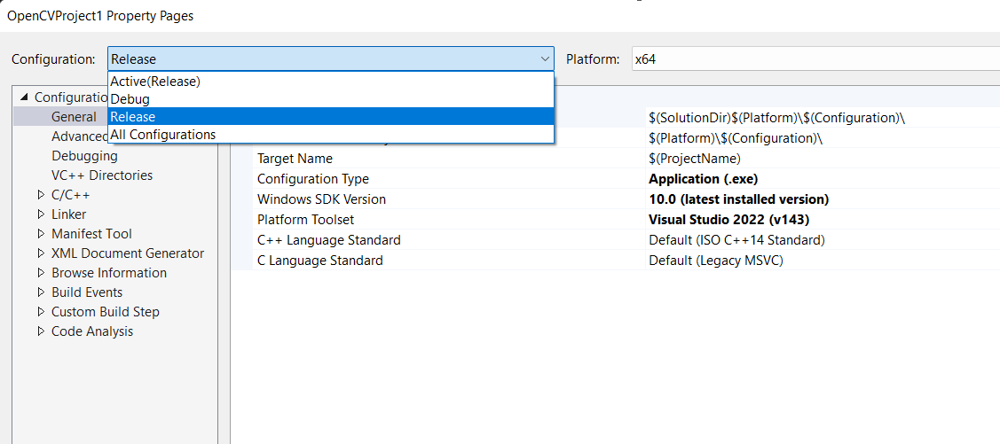 OpenCVProject1 Property Pages
Configuration: Release Platform: x64
Active(Release)
Debug
Release
All Configurations
Configuratio
General $(SolutionDir)$(Platform)\$(Configuration)\
Advanced $(Platform)\$(Configuration)\
Debugging
VC++ Directories
C/C++
Linker
Manifest Tool
XML Document Generator
Browse Information
Build Events
Custom Build Step
Code Analysis
Target Name $(ProjectName)
Configuration Type Application (.exe)
Windows SDK Version 10.0 (latest installed version)
Platform Toolset Visual Studio 2022 (v143)
C++ Language Standard Default (ISO C++14 Standard)
C Language Standard Default (Legacy MSVC)